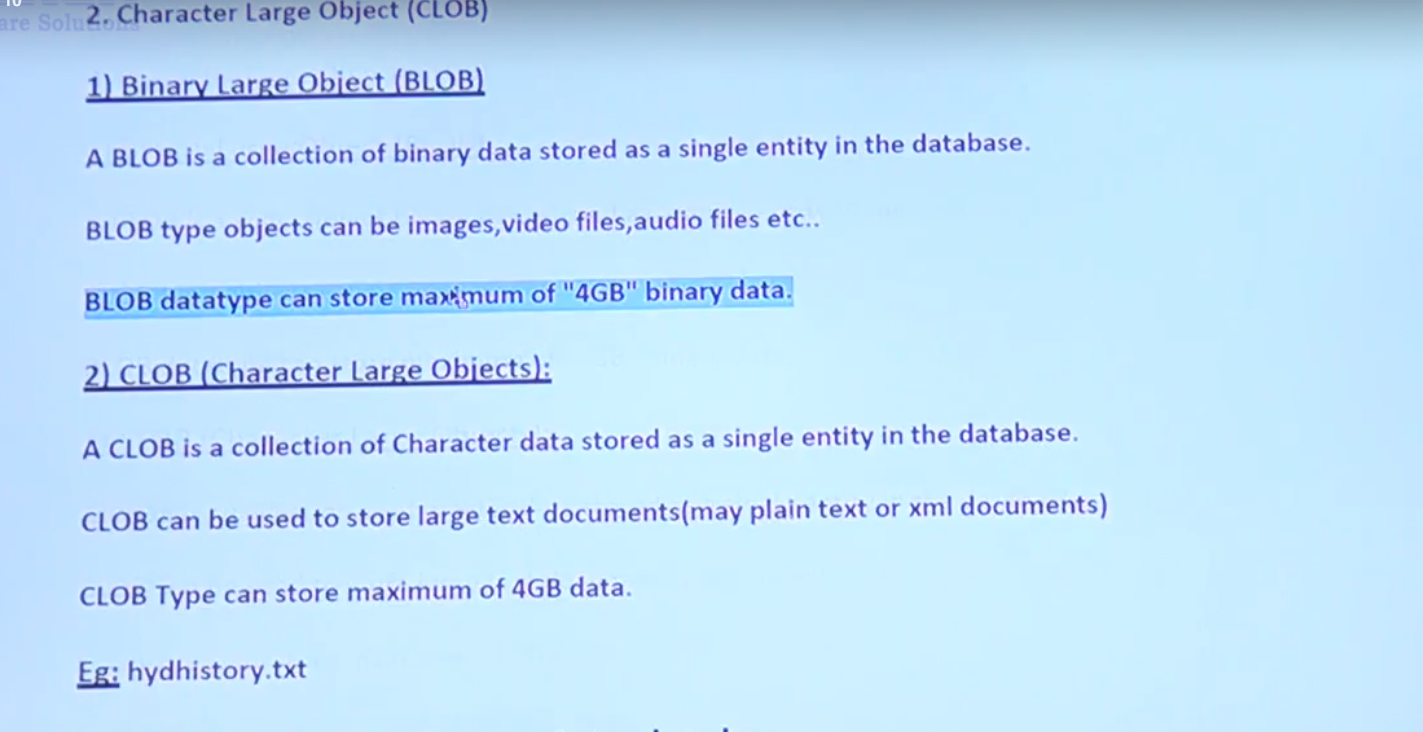 10
are Solutions
2. Character Large Object (CLOB)
1) Binary Large Object (BLOB)
A BLOB is a collection of binary data stored as a single entity in the database.
BLOB type objects can be images,video files,audio files etc..
BLOB datatype can store maximum of "4GB" binary data.
2) CLOB (Character Large Objects):
A CLOB is a collection of Character data stored as a single entity in the database.
CLOB can be used to store large text documents(may plain text or xml documents)
CLOB Type can store maximum of 4GB data.
Eg: hydhistory.txt